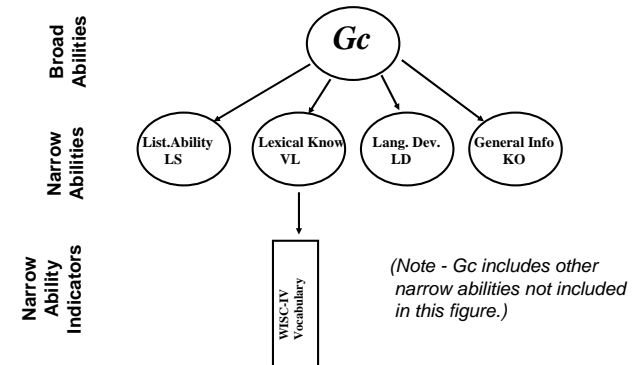 Broad
Abilities
Gc
Narrow
Abilities
List.Ability
LS
Lexical Know
VL
Lang. Dev.
LD
General Info
KO
Narrow
Ability
Indicators
WISC-IV
Vocabulary
(Note - Gc includes other
narrow abilities not included
in this figure.)